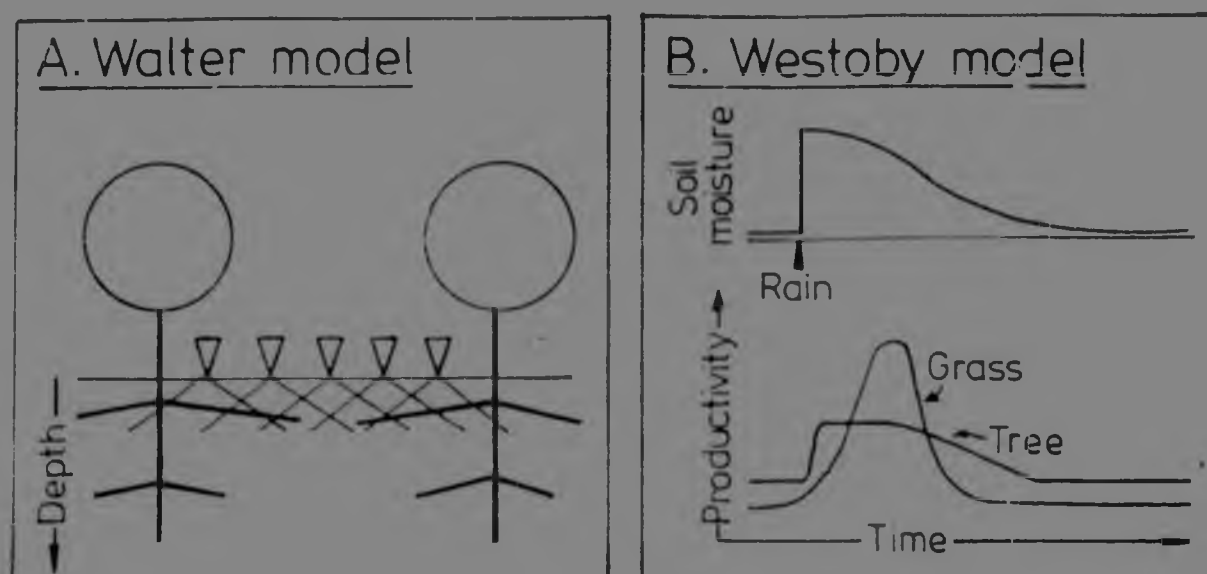 A. Walter model
Depth
B. Westoby model
Soil
moisture
Rain
Productivity
Grass
Tree
Time